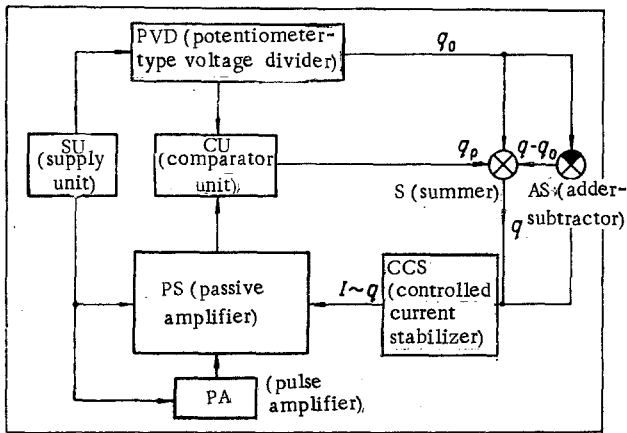 PVD (potentiometer-
type voltage divider)
q₀
SU
(supply
unit)
CU
(comparator
unit)
qₚ
q-q₀
S (summer)
AS (adder-
subtractor)
q
PS (passive
amplifier)
I~q
CCS
(controlled
current
stabilizer)
PA
(pulse
amplifier)